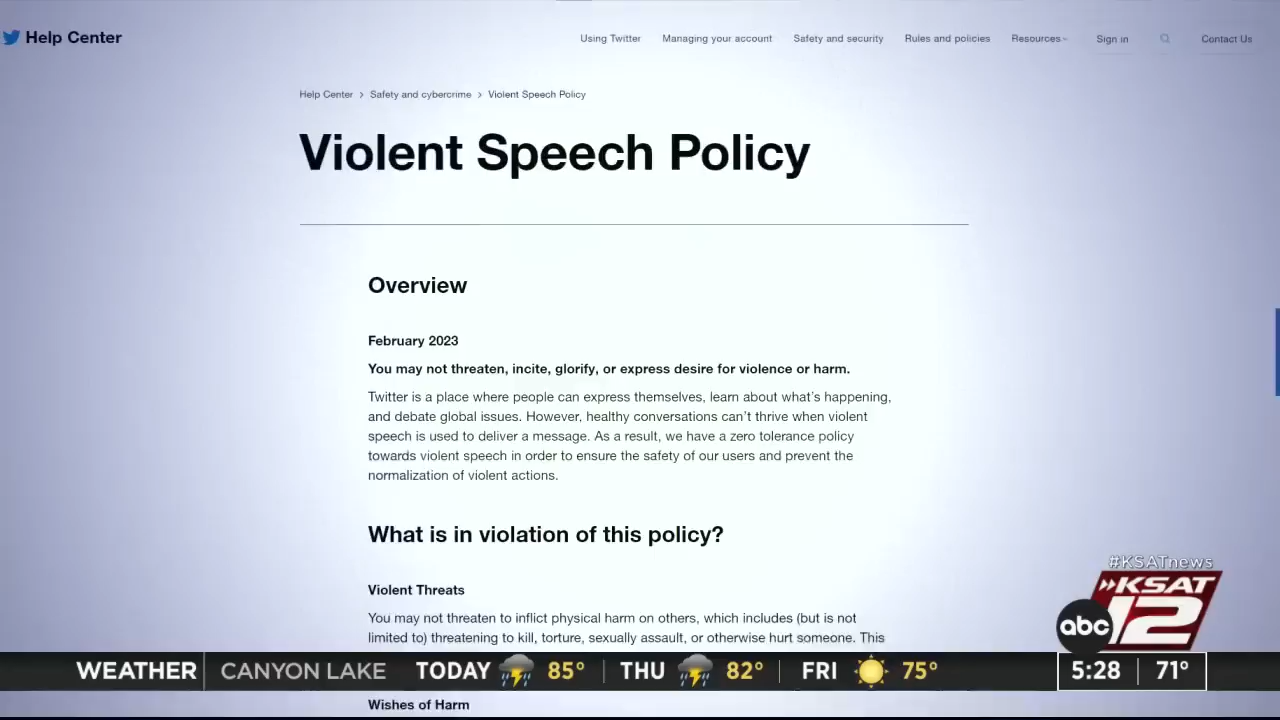 Help Center
Using Twitter Managing your account Safety and security Rules and policies Resources Sign in Contact Us
Help Center > Safety and cybercrime > Violent Speech Policy
Violent Speech Policy
Overview
February 2023
You may not threaten, incite, glorify, or express desire for violence or harm.
Twitter is a place where people can express themselves, learn about what's happening,
and debate global issues. However, healthy conversations can't thrive when violent
speech is used to deliver a message. As a result, we have a zero tolerance policy
towards violent speech in order to ensure the safety of our users and prevent the
normalization of violent actions.
What is in violation of this policy?
Violent Threats
You may not threaten to inflict physical harm on others, which includes (but is not
limited to) threatening to kill, torture, sexually assault, or otherwise hurt someone. This
#KSATnews
KSAT
abc 12
WEATHER CANYON LAKE TODAY 85° THU 82° FRI 75° 5:28 71°
Wishes of Harm